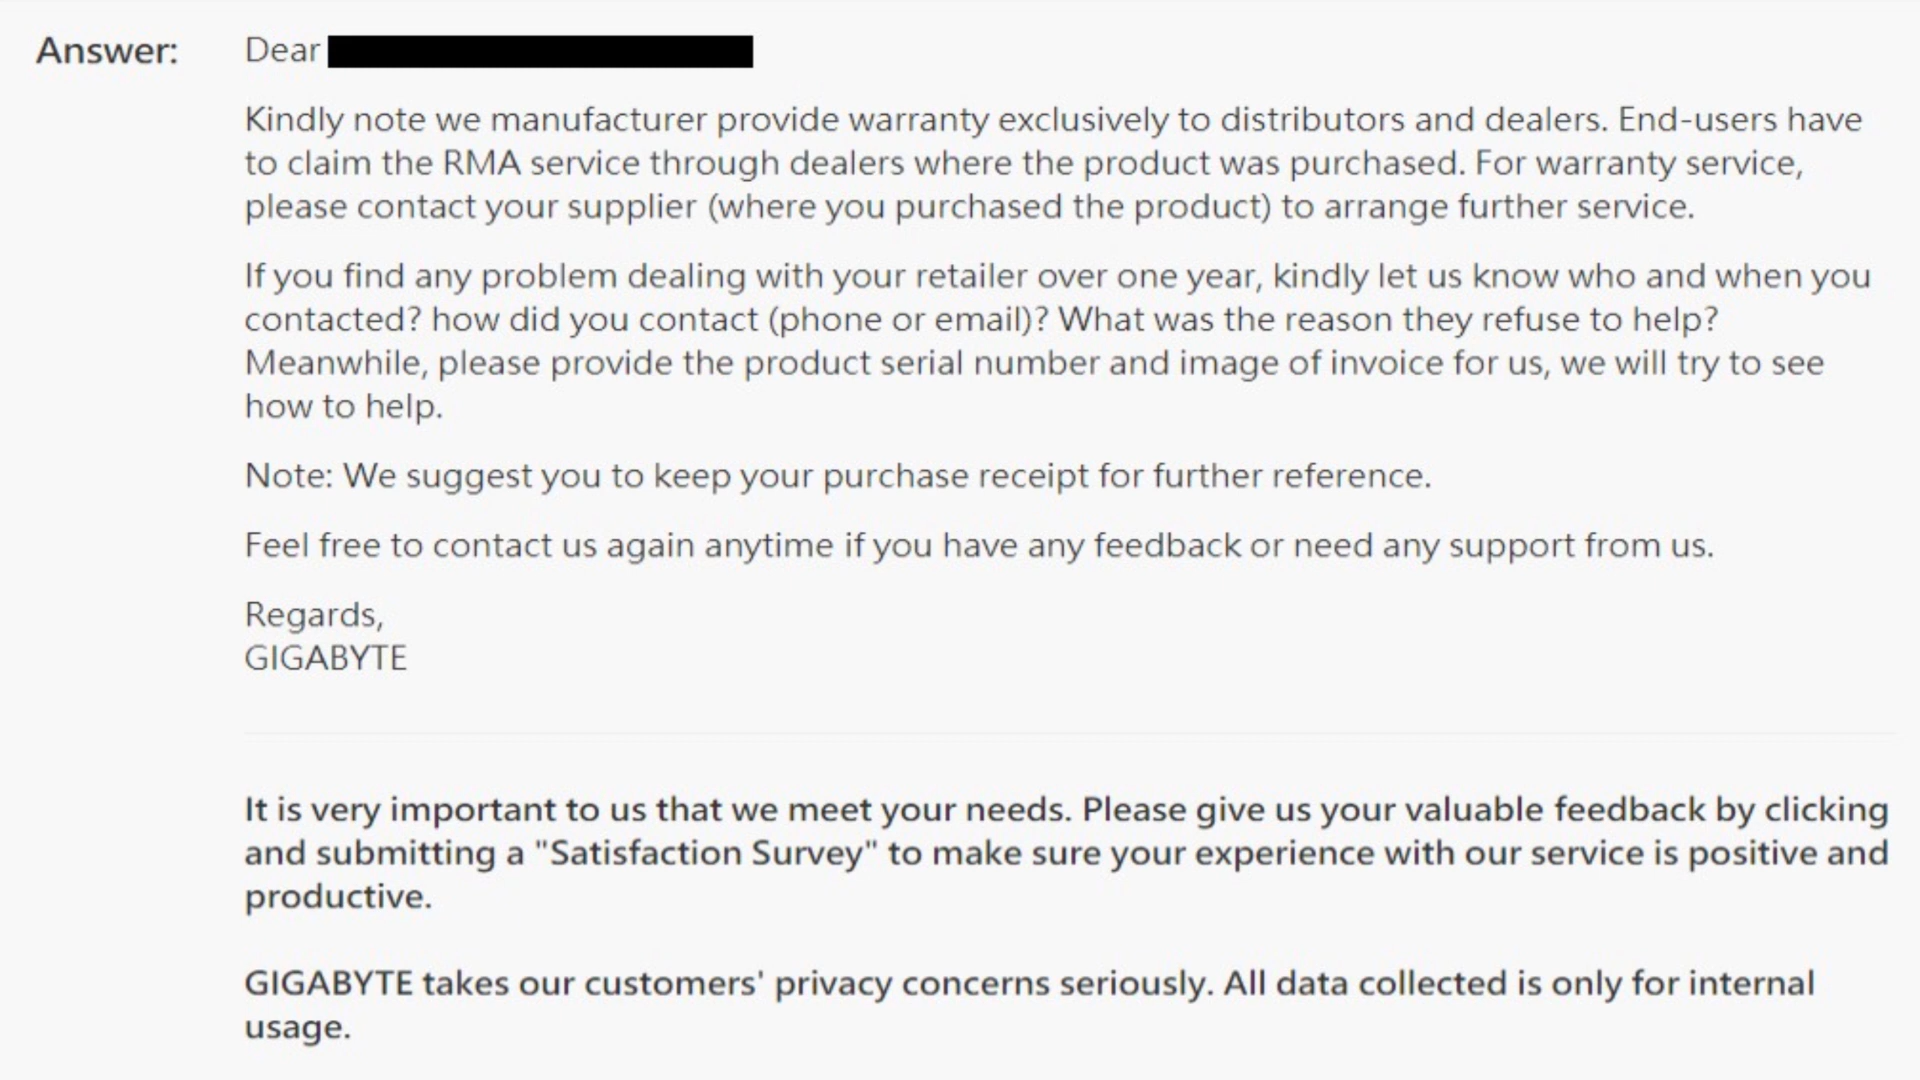 Answer: Dear
Kindly note we manufacturer provide warranty exclusively to distributors and dealers. End-users have
to claim the RMA service through dealers where the product was purchased. For warranty service,
please contact your supplier (where you purchased the product) to arrange further service.
If you find any problem dealing with your retailer over one year, kindly let us know who and when you
contacted? how did you contact (phone or email)? What was the reason they refuse to help?
Meanwhile, please provide the product serial number and image of invoice for us, we will try to see
how to help.
Note: We suggest you to keep your purchase receipt for further reference.
Feel free to contact us again anytime if you have any feedback or need any support from us.
Regards,
GIGABYTE
It is very important to us that we meet your needs. Please give us your valuable feedback by clicking
and submitting a "Satisfaction Survey" to make sure your experience with our service is positive and
productive.
GIGABYTE takes our customers' privacy concerns seriously. All data collected is only for internal
usage.